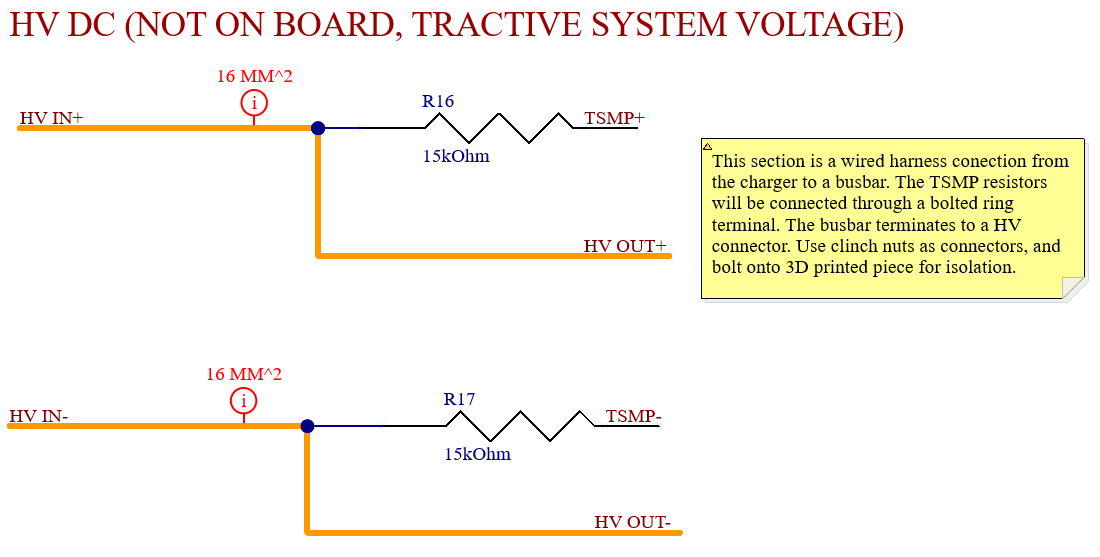 HV DC (NOT ON BOARD, TRACTIVE SYSTEM VOLTAGE)
16 MM^2
i
HV IN+
R16
15kOhm
TSMP+
HV OUT+
This section is a wired harness conection from
the charger to a busbar. The TSMP resistors
will be connected through a bolted ring
terminal. The busbar terminates to a HV
connector. Use clinch nuts as connectors, and
bolt onto 3D printed piece for isolation.
16 MM^2
i
HV IN-
R17
15kOhm
TSMP-
HV OUT-